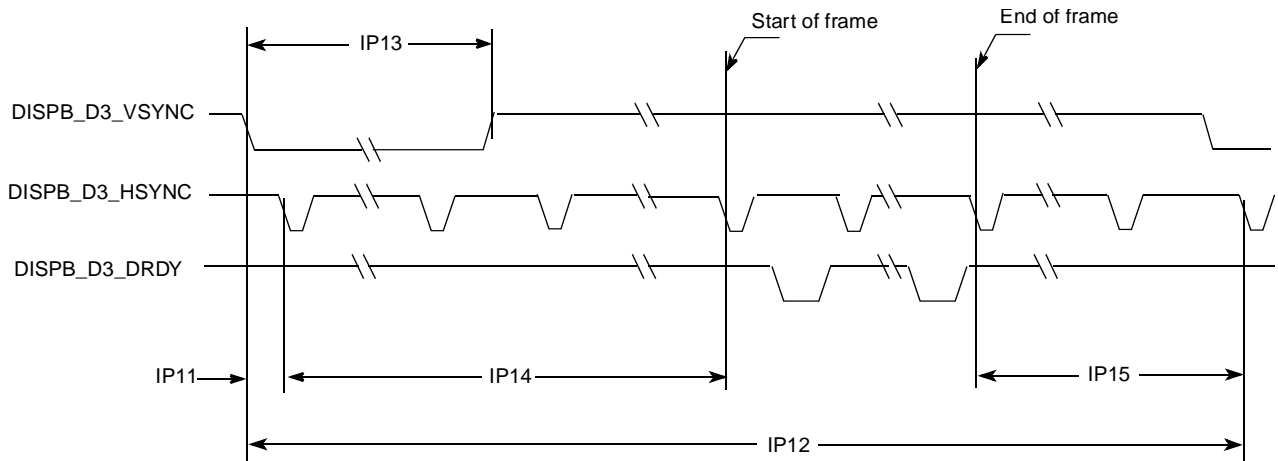 Start of frame
End of frame
IP13
DISPB_D3_VSYNC
DISPB_D3_HSYNC
DISPB_D3_DRDY
IP11
IP14
IP15
IP12